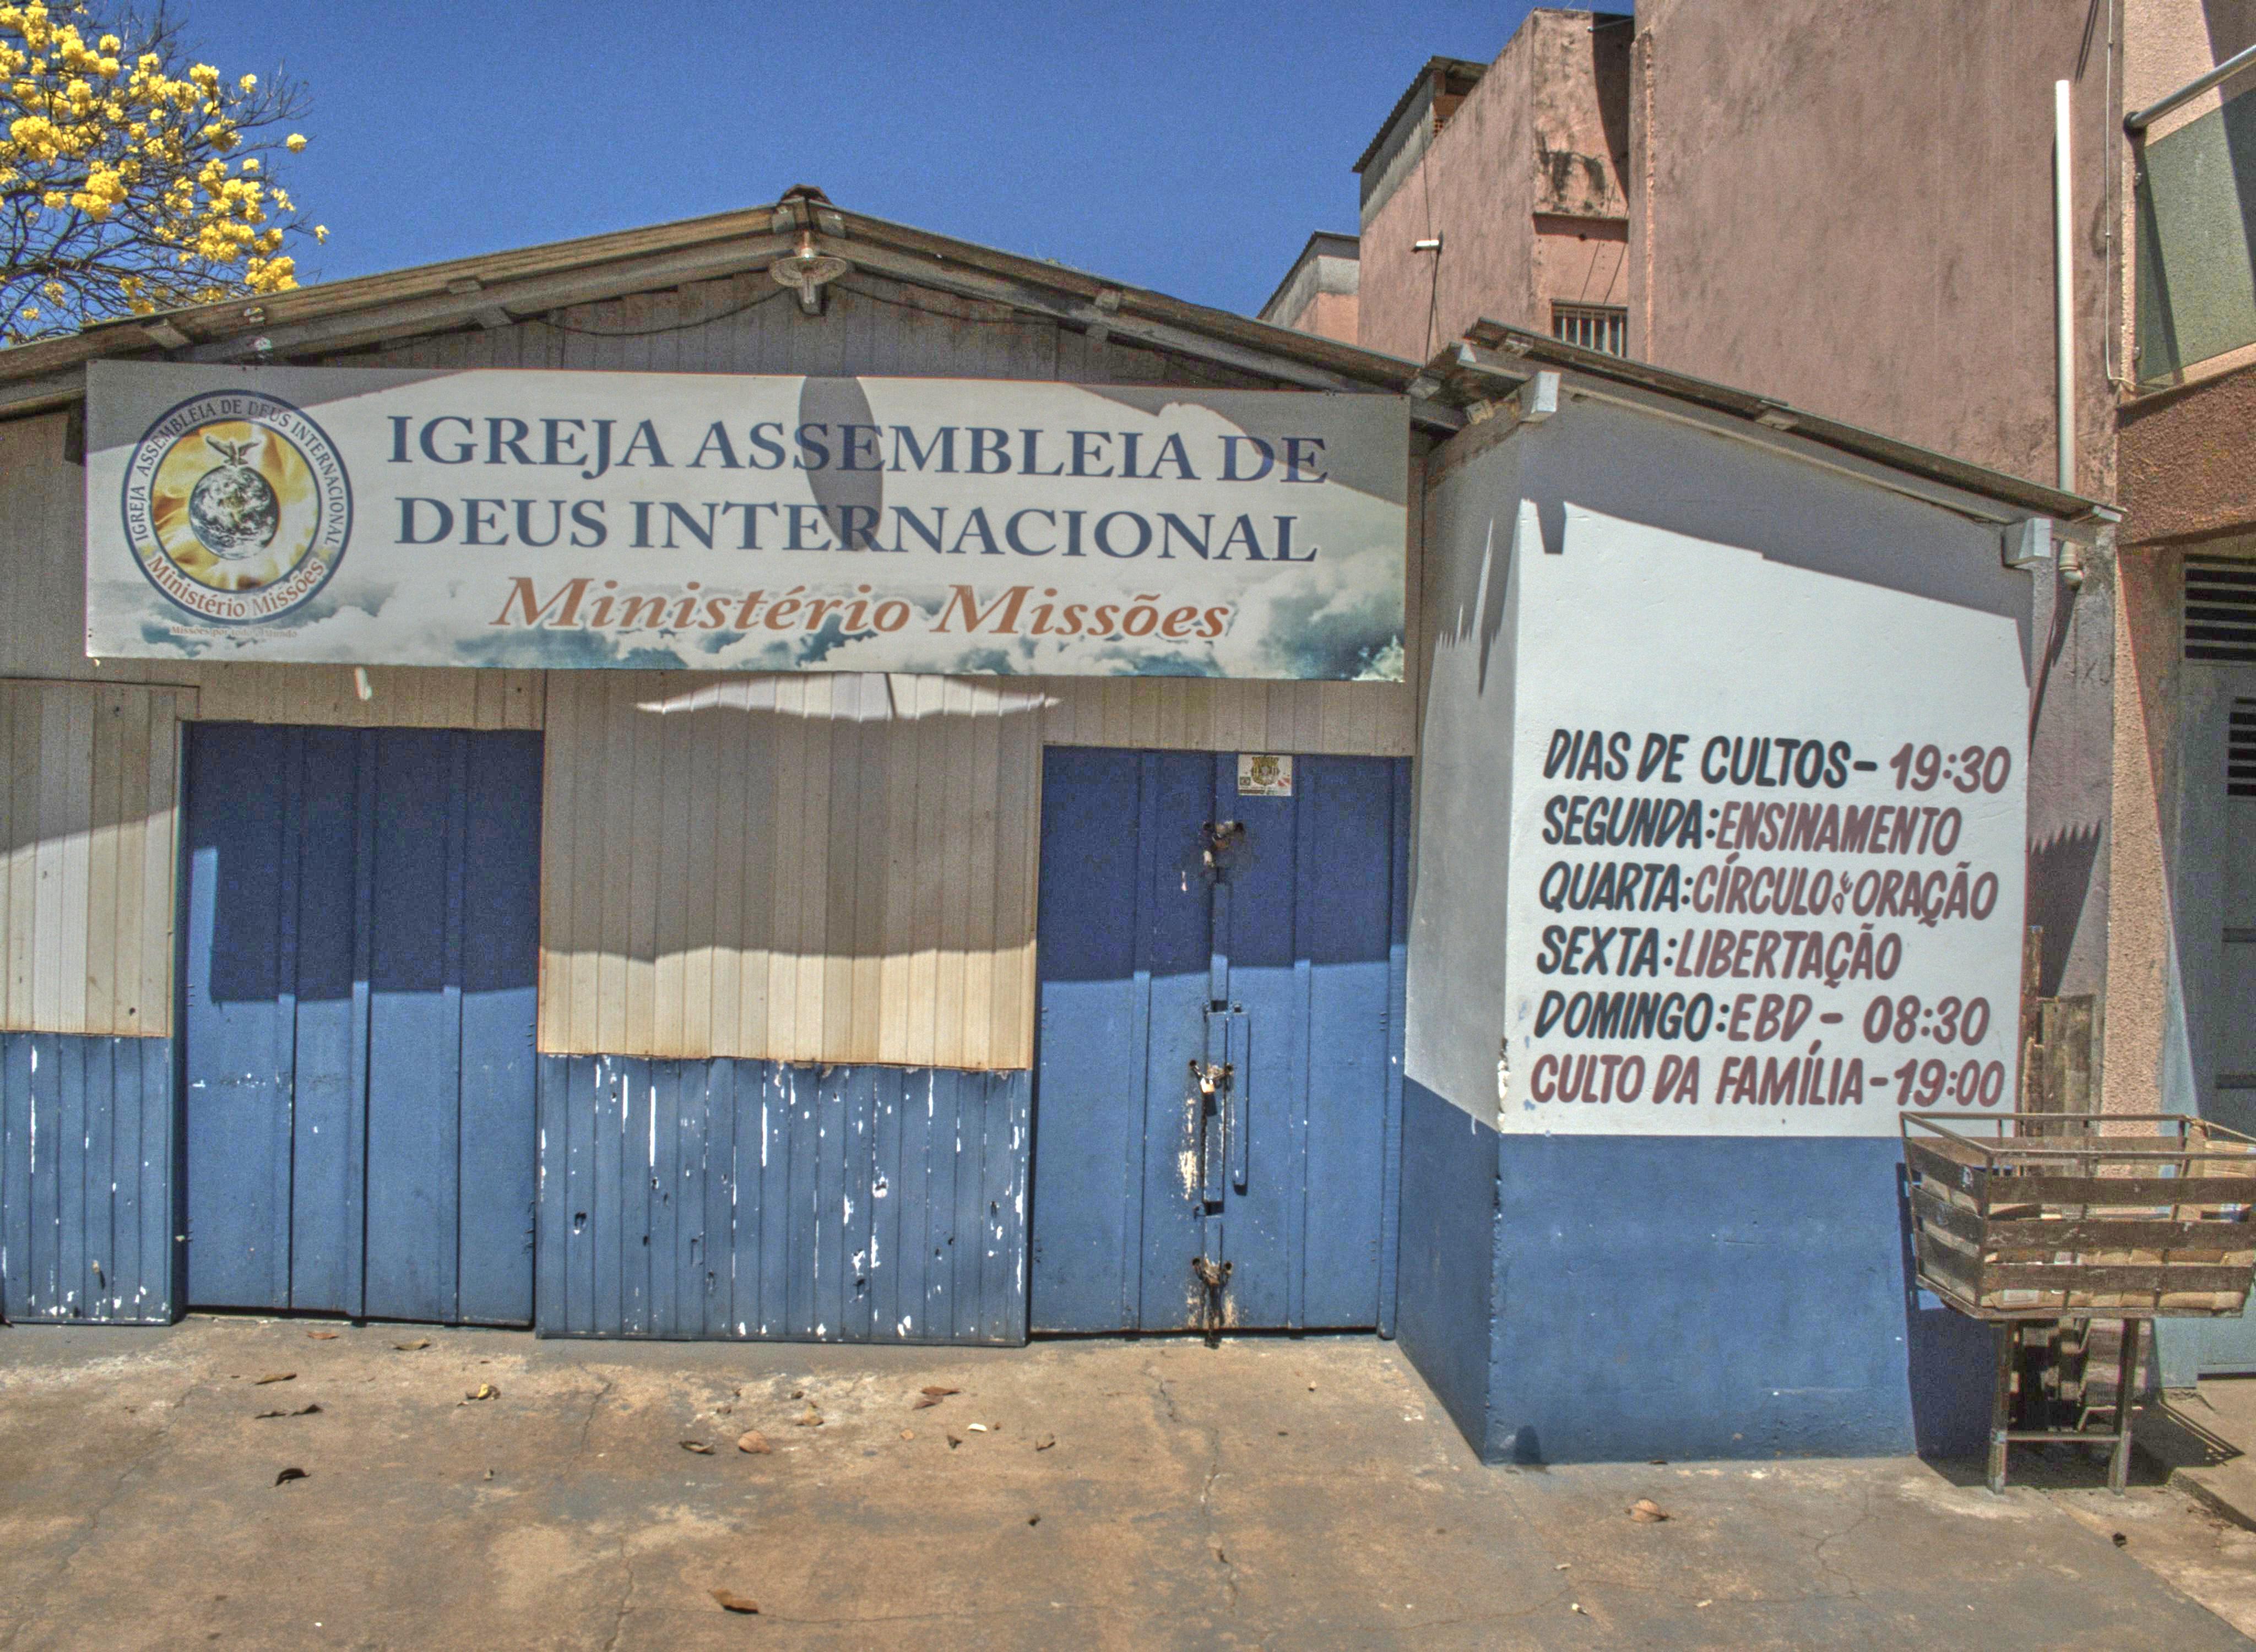 IGREJA ASSEMBLEIA DE DEUS INTERNACIONAL
Ministério Missões
IGREJA ASSEMBLEIA DE
DEUS INTERNACIONAL
Ministério Missões
DIAS DE CULTOS - 19:30
SEGUNDA: ENSINAMENTO
QUARTA: CÍRCULO DE ORAÇÃO
SEXTA: LIBERTAÇÃO
DOMINGO: EBD - 08:30
CULTO DA FAMÍLIA - 19:00